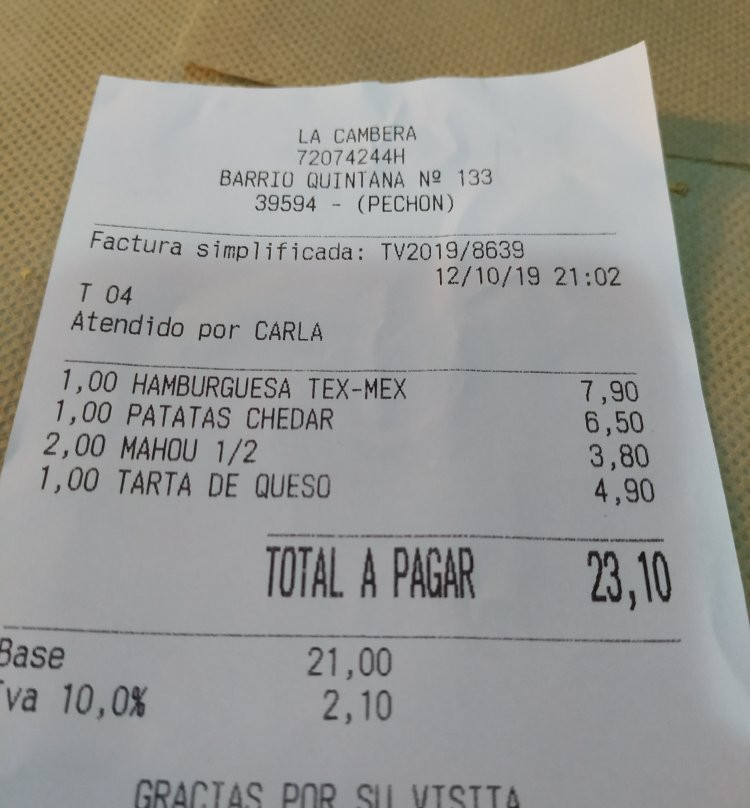 LA CAMBERA
72074244H
BARRIO QUINTANA Nº 133
39594 - (PECHON)
Factura simplificada: TV2019/8639
12/10/19 21:02
T 04
Atendido por CARLA
1,00 HAMBURGUESA TEX-MEX 7,90
1,00 PATATAS CHEDAR 6,50
2,00 MAHOU 1/2 3,80
1,00 TARTA DE QUESO 4,90
TOTAL A PAGAR 23,10
Base 21,00
Iva 10,0% 2,10
GRACIAS POR SU VISITA